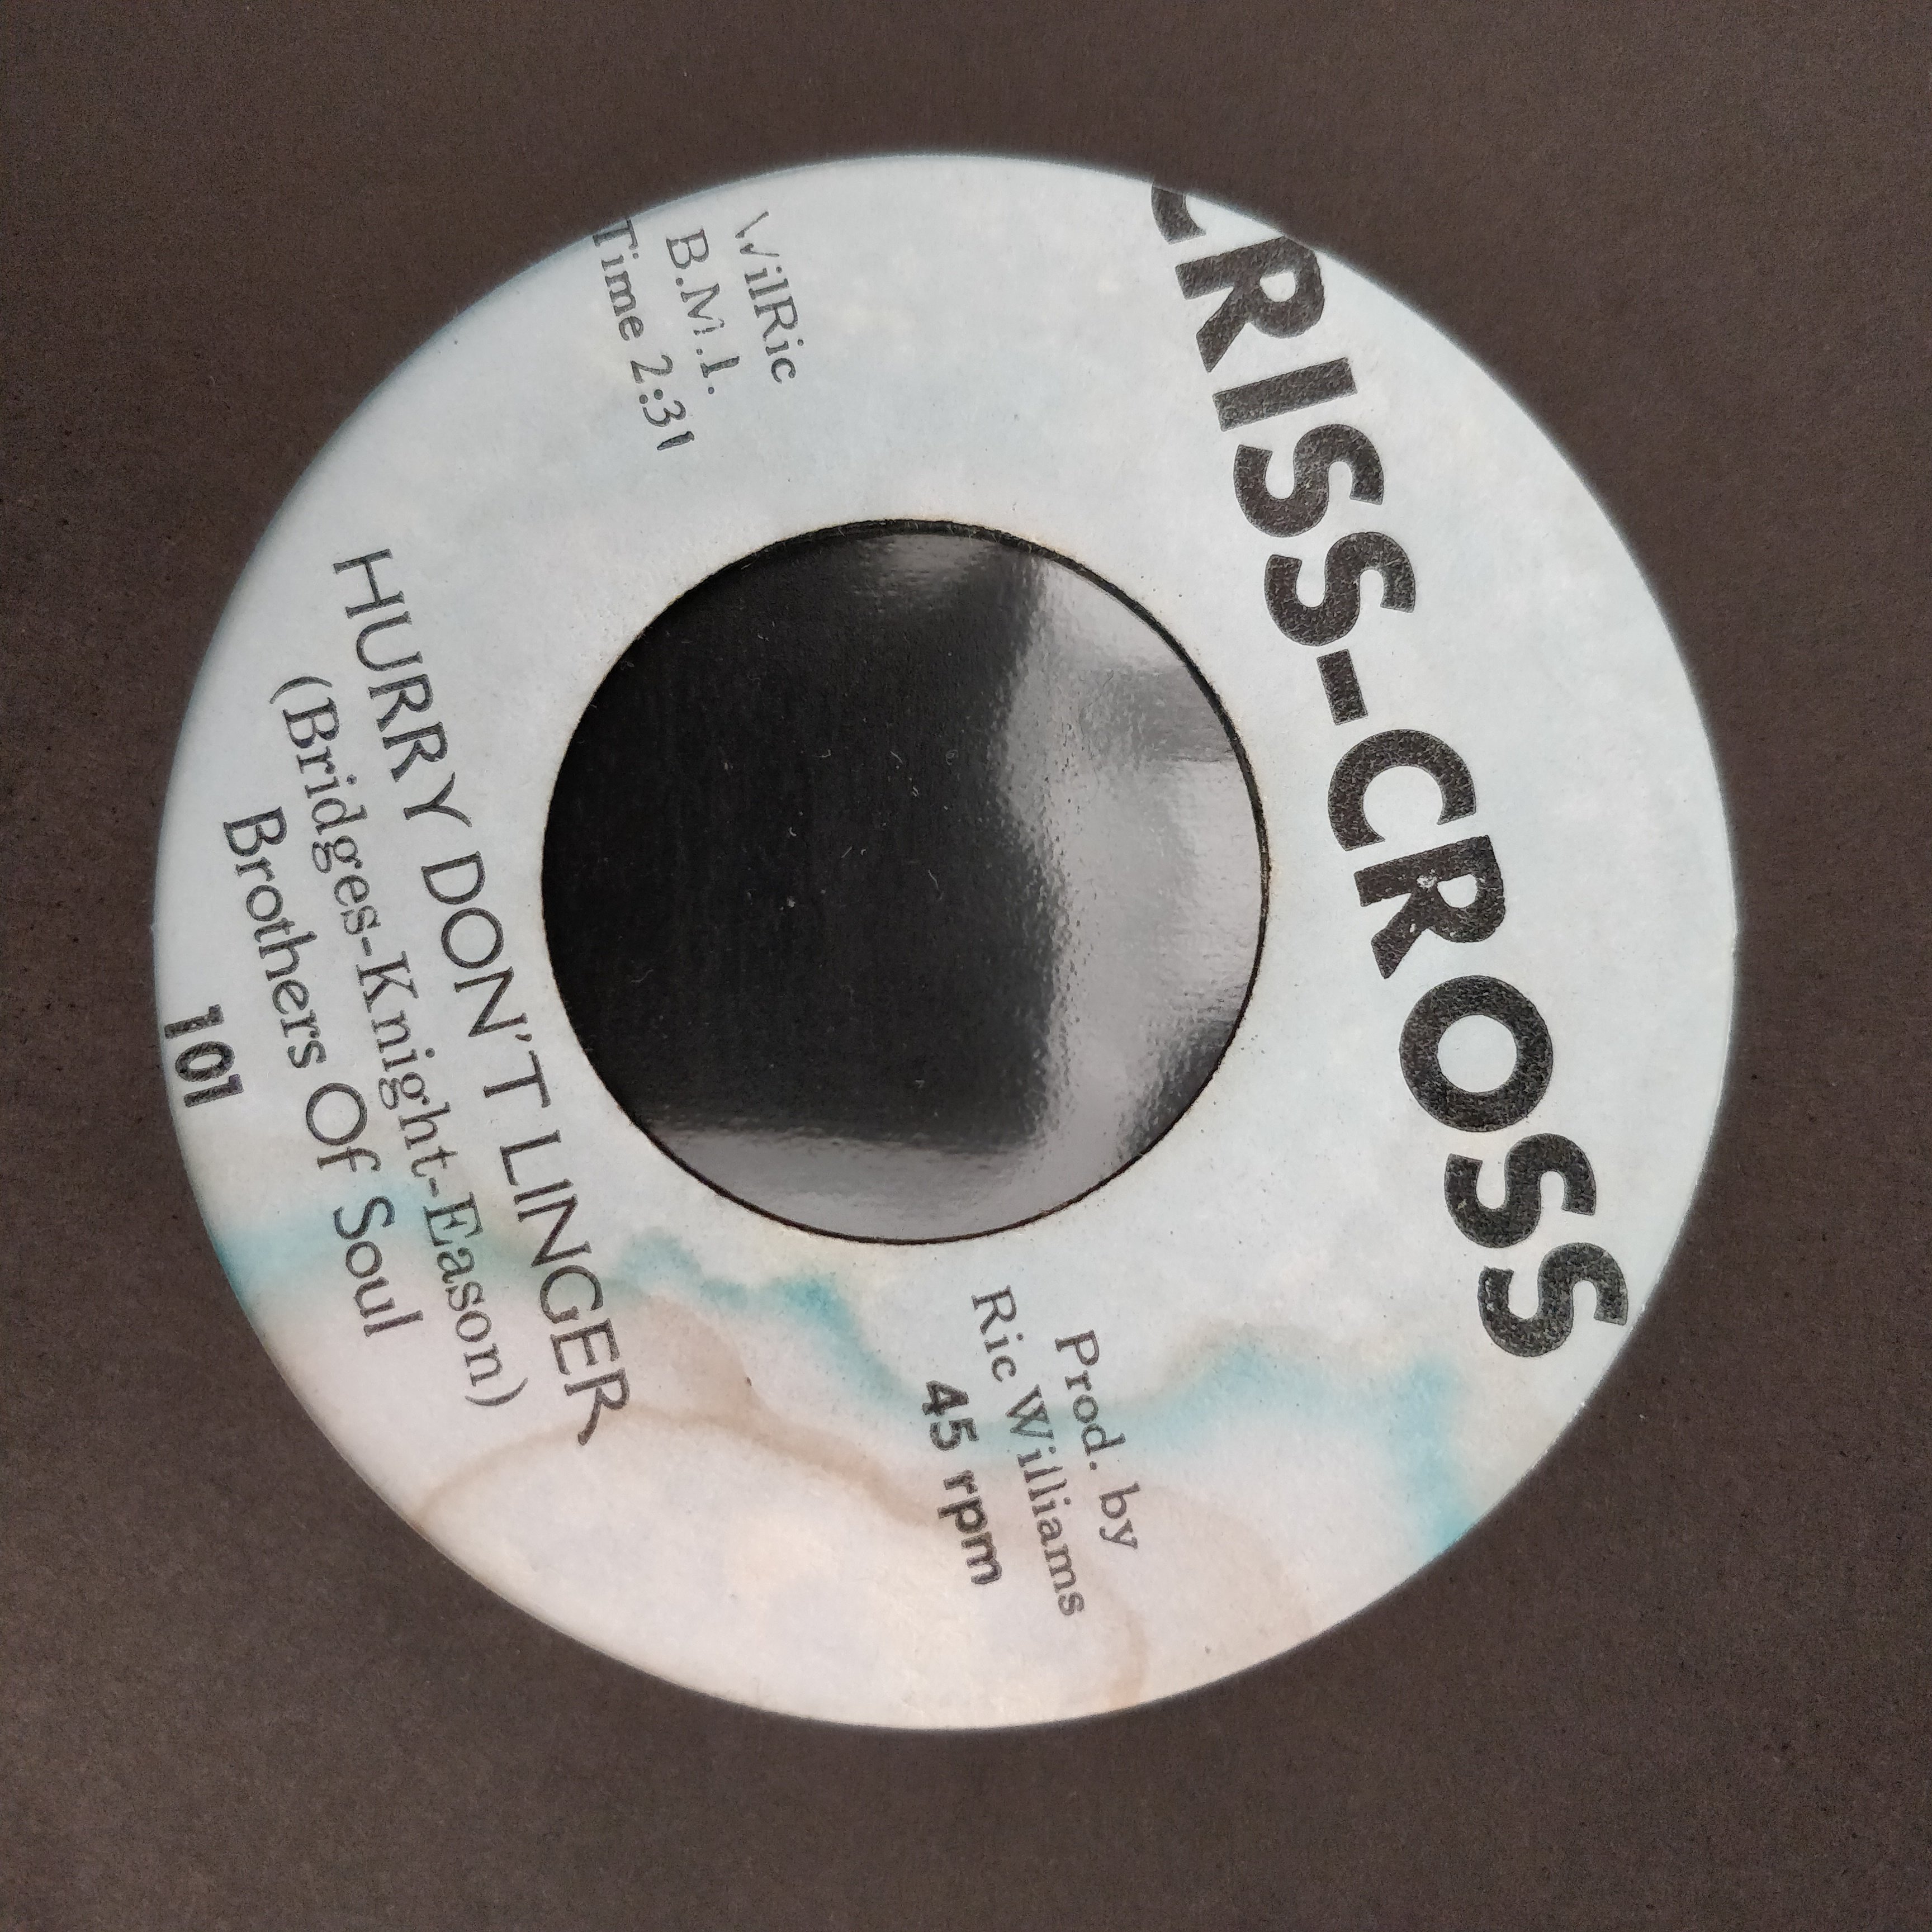 CRISS-CROSS
WilRic
B.M.I.
Time 2:31
Prod. by
Ric Williams
45 rpm
HURRY DON'T LINGER
(Bridges-Knight-Eason)
Brothers Of Soul
101